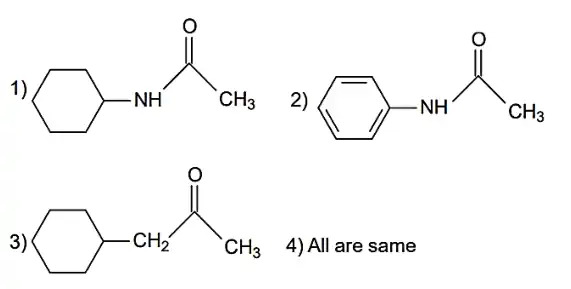 O
1) NH CH3
O
2) NH CH3
O
3) CH2 CH3
4) All are same